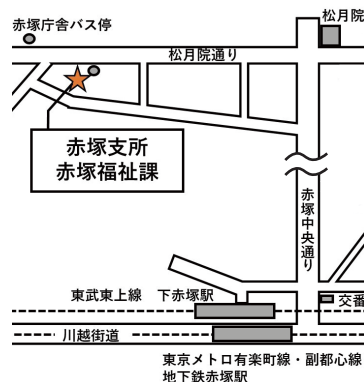 赤塚庁舎バス停
松月院
松月院通り
赤塚支所
赤塚福祉課
赤塚中央通り
東武東上線 下赤塚駅
交番
川越街道
東京メトロ有楽町線・副都心線
地下鉄赤塚駅